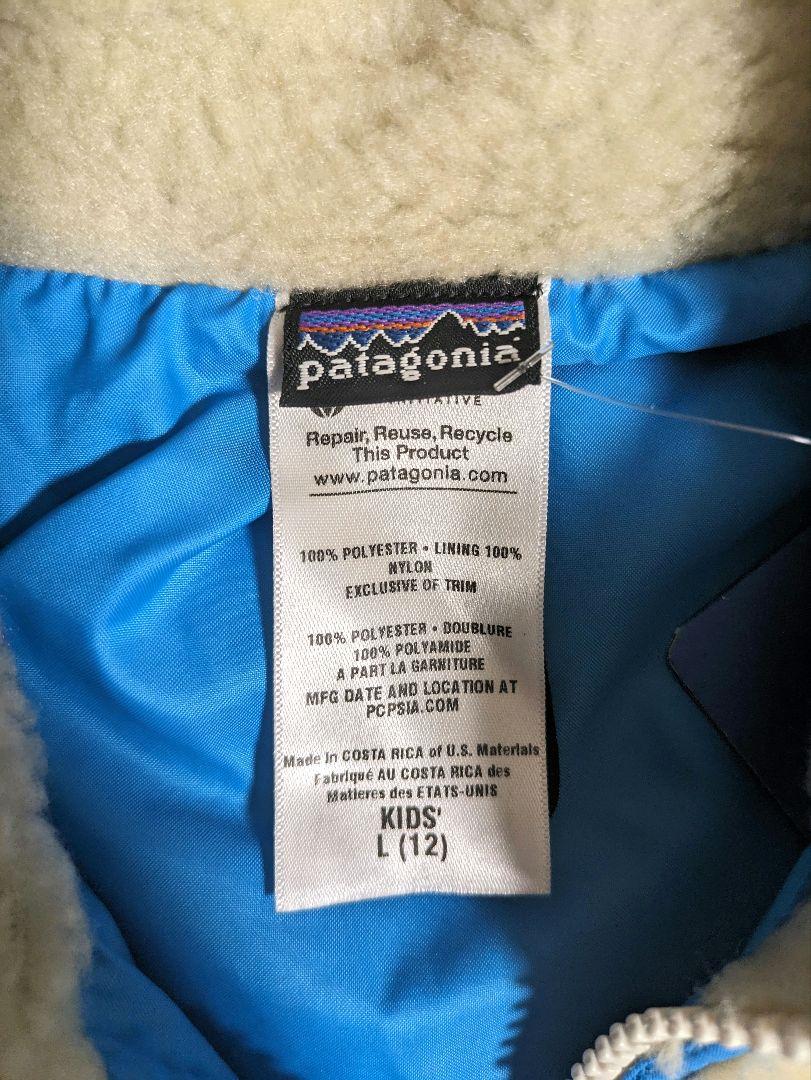 patagonia
Repair, Reuse, Recycle
This Product
www.patagonia.com
100% POLYESTER • LINING 100%
NYLON
EXCLUSIVE OF TRIM
100% POLYESTER • DOUBLURE
100% POLYAMIDE
A PART LA GARNITURE
MFG DATE AND LOCATION AT
PCPSIA.COM
Made in COSTA RICA of U.S. Materials
Fabriqué AU COSTA RICA des
Matieres des ETATS-UNIS
KIDS'
L (12)